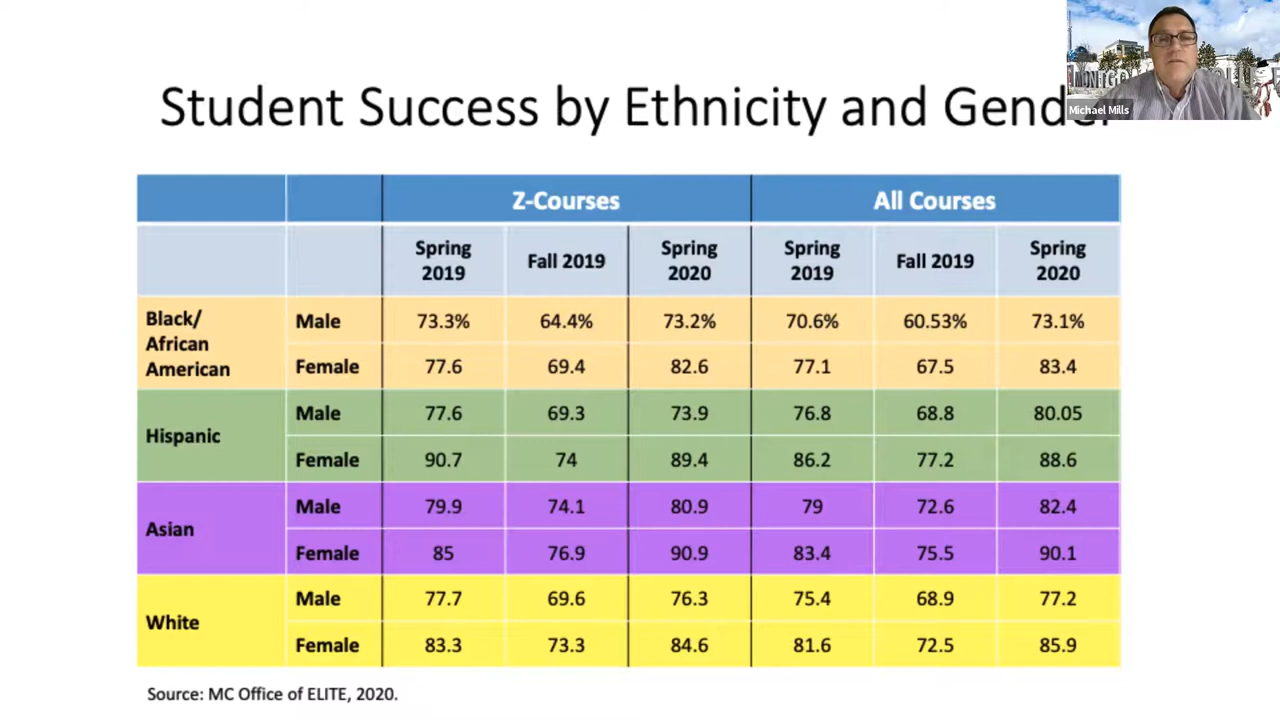 Student Success by Ethnicity and Gender
Michael Mills
Z-Courses All Courses
Spring 2019 Fall 2019 Spring 2020 Spring 2019 Fall 2019 Spring 2020
Black/
African
American
Male 73.3% 64.4% 73.2% 70.6% 60.53% 73.1%
Female 77.6 69.4 82.6 77.1 67.5 83.4
Hispanic
Male 77.6 69.3 73.9 76.8 68.8 80.05
Female 90.7 74 89.4 86.2 77.2 88.6
Asian
Male 79.9 74.1 80.9 79 72.6 82.4
Female 85 76.9 90.9 83.4 75.5 90.1
White
Male 77.7 69.6 76.3 75.4 68.9 77.2
Female 83.3 73.3 84.6 81.6 72.5 85.9
Source: MC Office of ELITE, 2020.